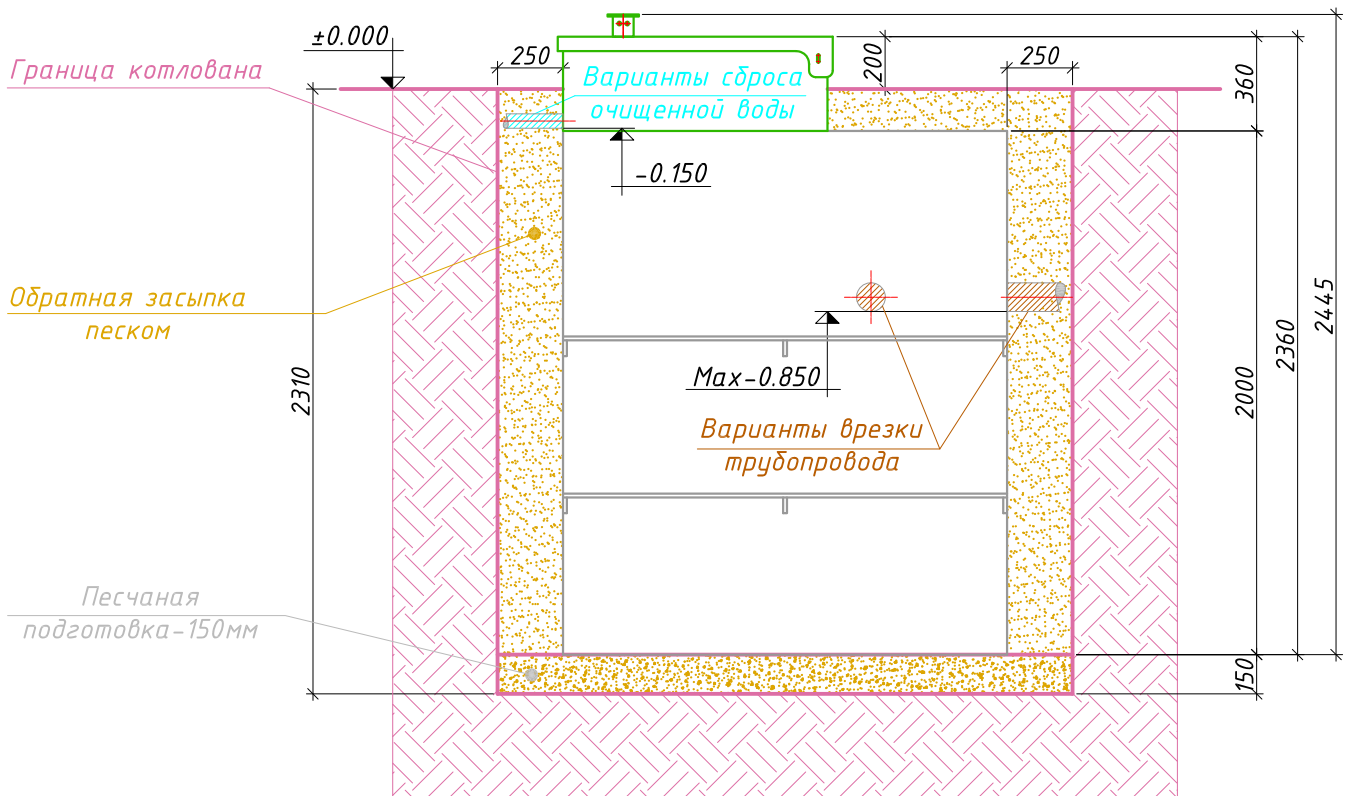 ±0.000
Граница котлована
250
Варианты сброса
очищенной воды
200
250
360
-0.150
Обратная засыпка
песком
2310
Max-0.850
Варианты врезки
трубопровода
2000
2360
2445
Песчаная
подготовка-150мм
150